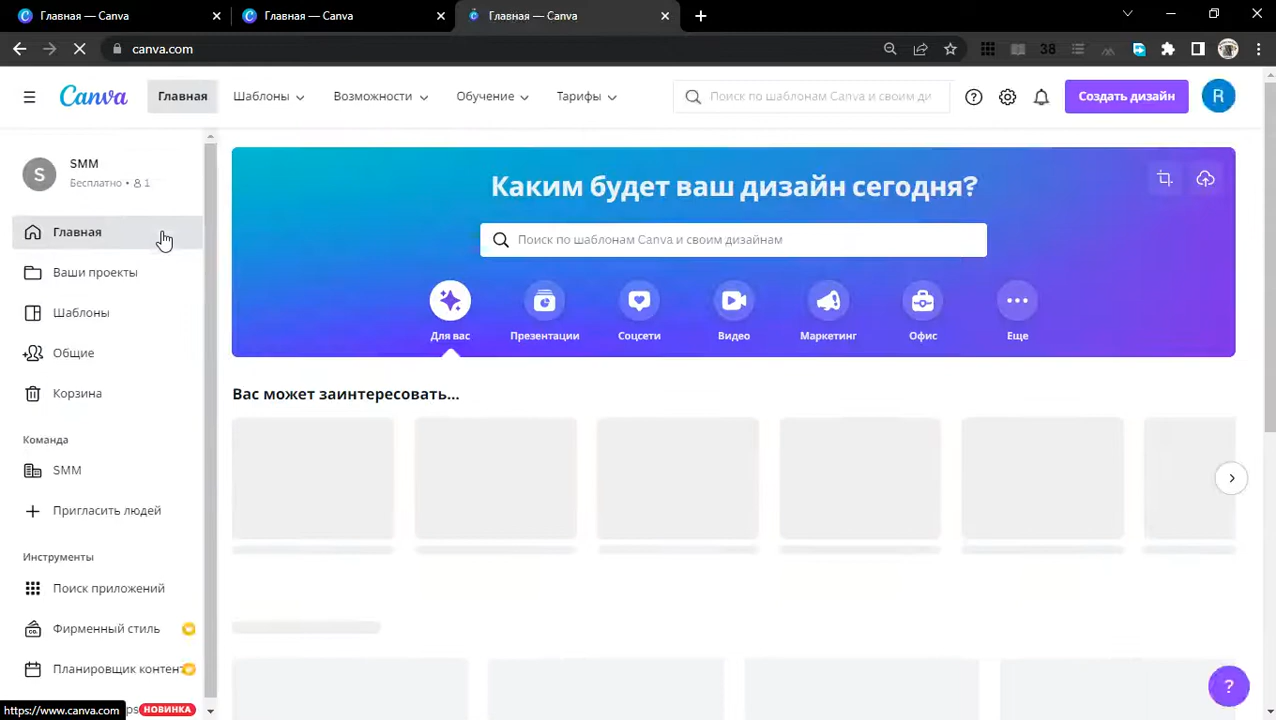 Главная — Canva
Главная — Canva
Главная — Canva
canva.com
38
Canva
Главная
Шаблоны
Возможности
Обучение
Тарифы
Поиск по шаблонам Canva и своим ди
Создать дизайн
R
S
SMM
Бесплатно • 1
Главная
Ваши проекты
Шаблоны
Общие
Корзина
Команда
SMM
Пригласить людей
Инструменты
Поиск приложений
Фирменный стиль
Планировщик контент
ps НОВИНКА
https://www.canva.com
Каким будет ваш дизайн сегодня?
Поиск по шаблонам Canva и своим дизайнам
Для вас
Презентации
Соцсети
Видео
Маркетинг
Офис
Еще
Вас может заинтересовать...
?